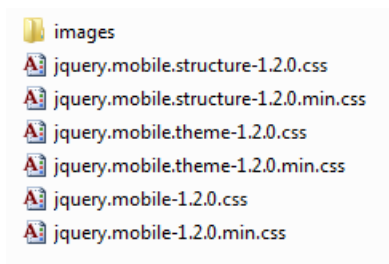 images
jquery.mobile.structure-1.2.0.css
jquery.mobile.structure-1.2.0.min.css
jquery.mobile.theme-1.2.0.css
jquery.mobile.theme-1.2.0.min.css
jquery.mobile-1.2.0.css
jquery.mobile-1.2.0.min.css